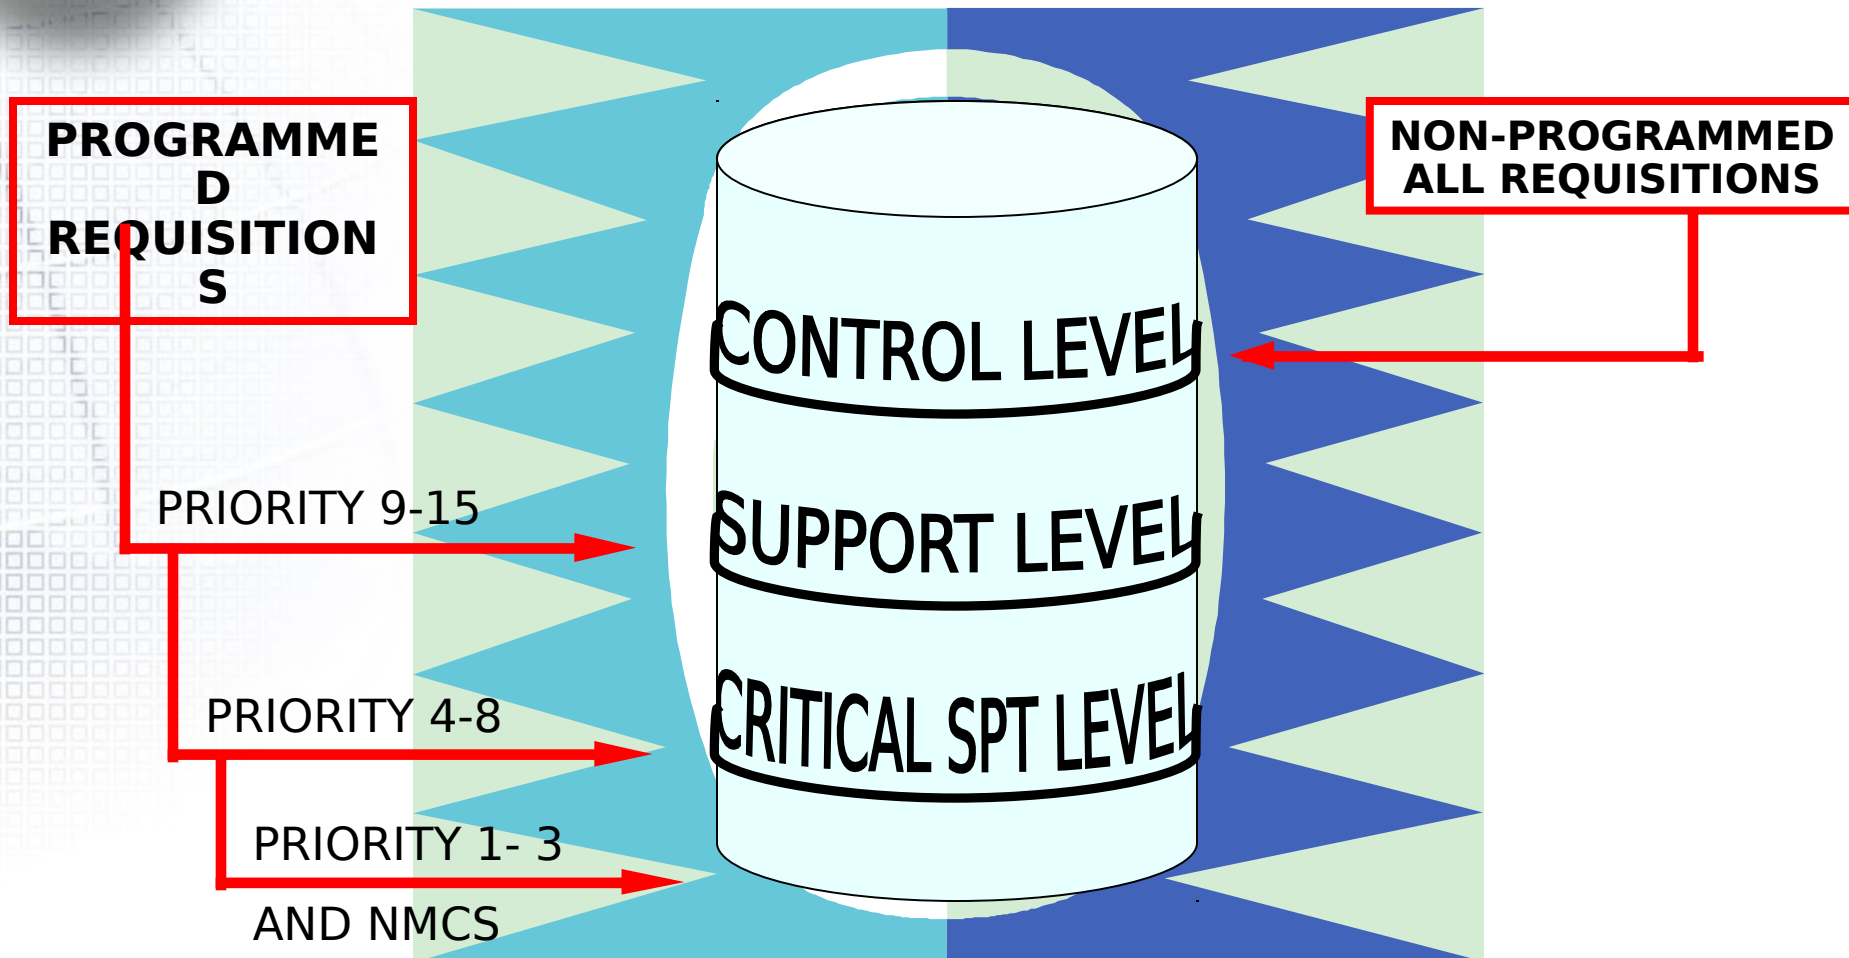 PROGRAMME
D
REQUISITION
S
NON-PROGRAMMED
ALL REQUISITIONS
CONTROL LEVEL
PRIORITY 9-15
SUPPORT LEVEL
PRIORITY 4-8
CRITICAL SPT LEVEL
PRIORITY 1- 3
AND NMCS